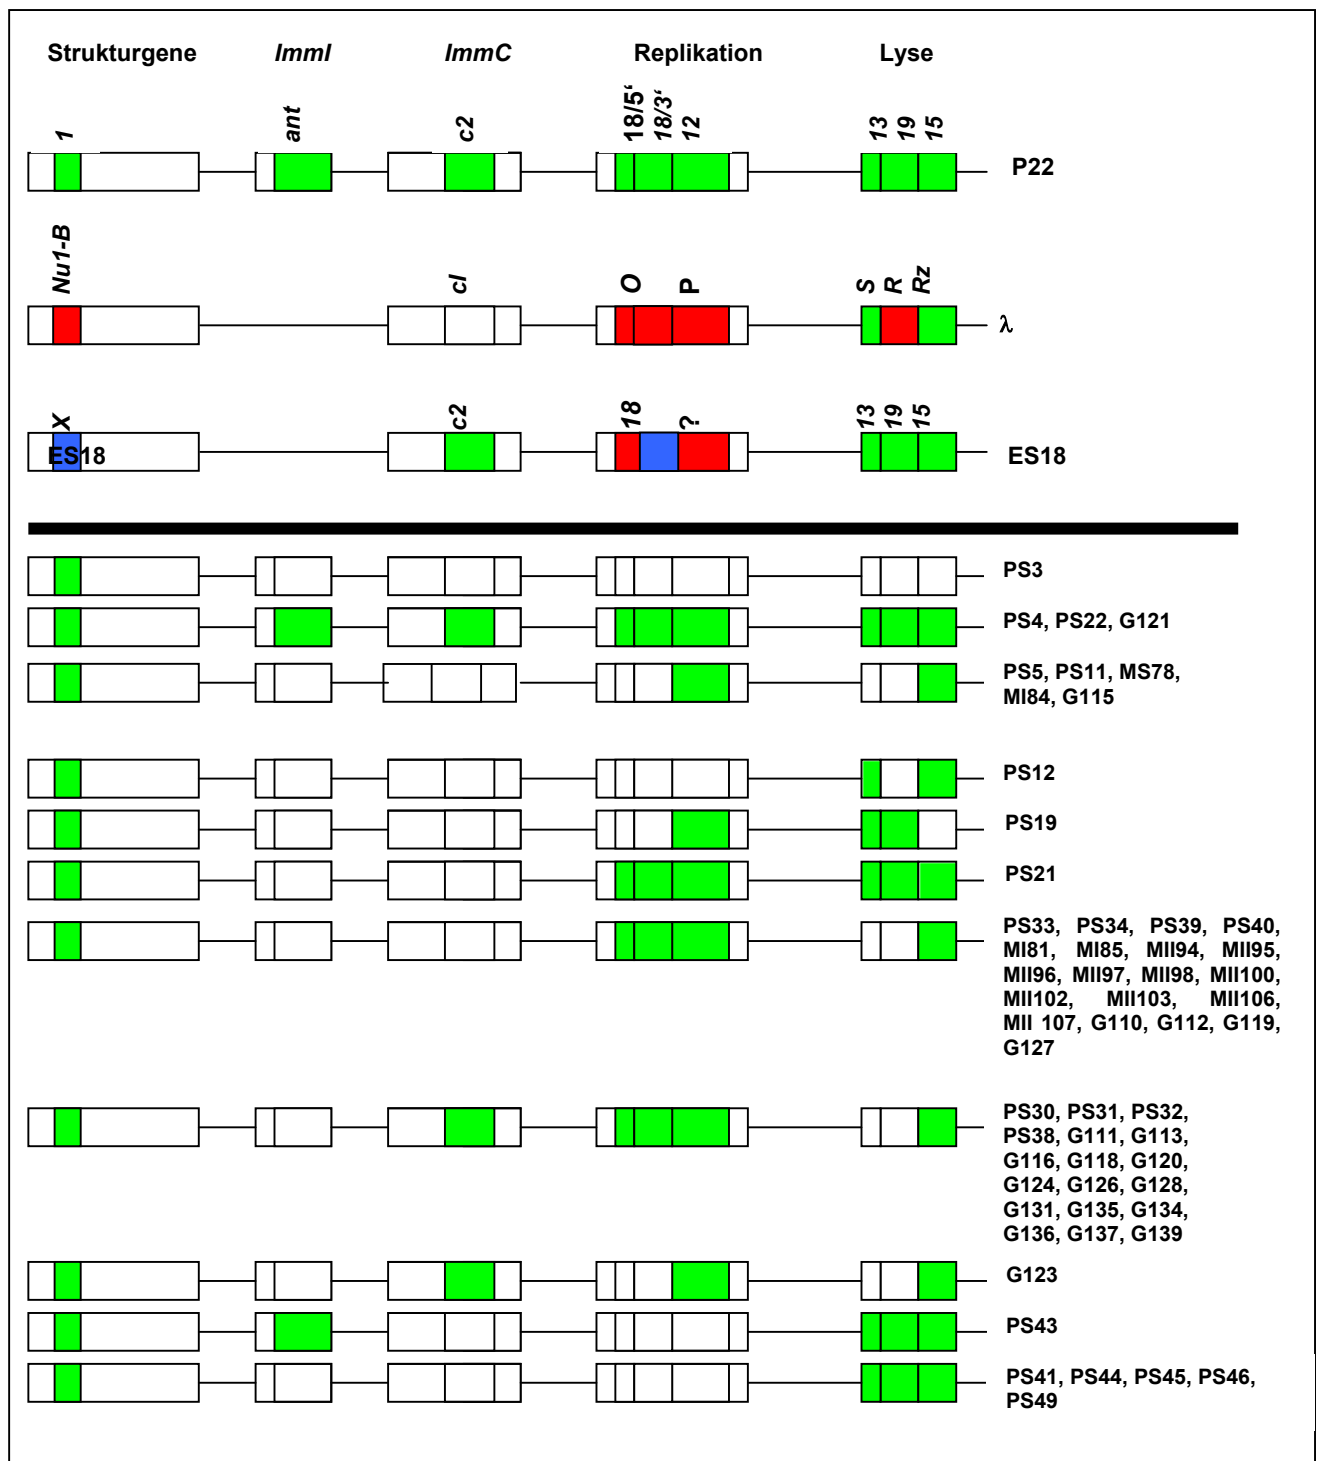 Strukturgene ImmI ImmC Replikation Lyse
1 ant c2 18/5‘ 18/3‘ 12 13 19 15
P22
Nu1-B cI O P S R Rz
λ
X c2 18 ? 13 19 15
ES18 ES18
PS3
PS4, PS22, G121
PS5, PS11, MS78,
MI84, G115
PS12
PS19
PS21
PS33, PS34, PS39, PS40,
MI81, MI85, MII94, MII95,
MII96, MII97, MII98, MII100,
MII102, MII103, MII106,
MII 107, G110, G112, G119,
G127
PS30, PS31, PS32,
PS38, G111, G113,
G116, G118, G120,
G124, G126, G128,
G131, G135, G134,
G136, G137, G139
G123
PS43
PS41, PS44, PS45, PS46,
PS49